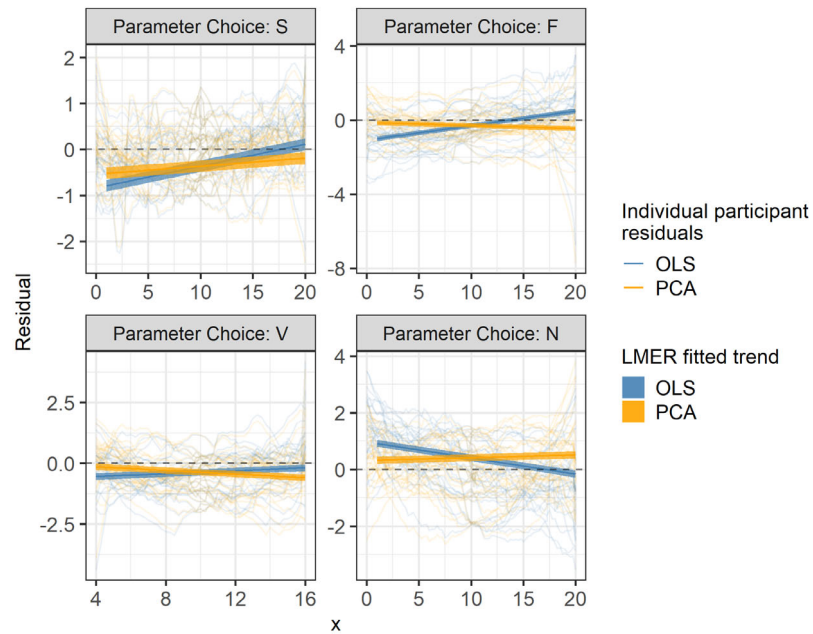 Parameter Choice: S
Parameter Choice: F
2
1
0
-1
-2
0
5
10
15
20
4
0
-4
-8
0
5
10
15
20
Parameter Choice: V
Parameter Choice: N
2.5
0.0
-2.5
4
8
12
16
4
2
0
-2
0
5
10
15
20
Residual
x
Individual participant
residuals
OLS
PCA
LMER fitted trend
OLS
PCA